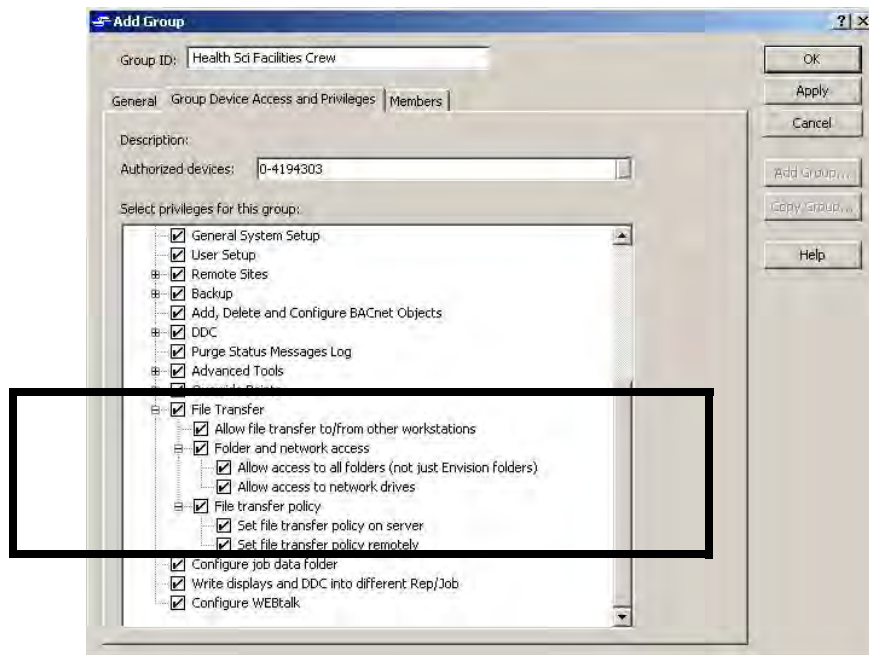 Add Group
Group ID: Health Sci Facilities Crew
OK
General Group Device Access and Privileges Members
Apply
Cancel
Description:
Authorized devices: 0-4194303
Add Group...
Select privileges for this group:
Copy Group...
General System Setup
User Setup
Help
Remote Sites
Backup
Add, Delete and Configure BACnet Objects
DDC
Purge Status Messages Log
Advanced Tools
File Transfer
Allow file transfer to/from other workstations
Folder and network access
Allow access to all folders (not just Envision folders)
Allow access to network drives
File transfer policy
Set file transfer policy on server
Set file transfer policy remotely
Configure job data folder
Write displays and DDC into different Rep/Job
Configure WEBtalk